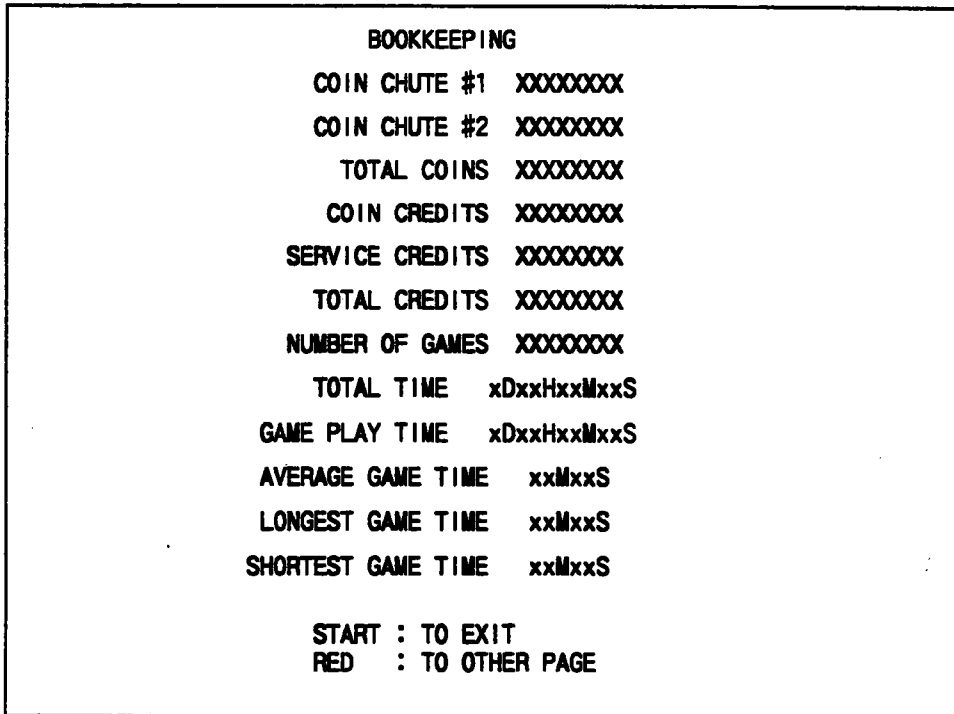 BOOKKEEPING
COIN CHUTE #1 XXXXXXXX
COIN CHUTE #2 XXXXXXXX
TOTAL COINS XXXXXXXX
COIN CREDITS XXXXXXXX
SERVICE CREDITS XXXXXXXX
TOTAL CREDITS XXXXXXXX
NUMBER OF GAMES XXXXXXXX
TOTAL TIME xDxxHxxMxxS
GAME PLAY TIME xDxxHxxMxxS
AVERAGE GAME TIME xxMxxS
LONGEST GAME TIME xxMxxS
SHORTEST GAME TIME xxMxxS
START : TO EXIT
RED : TO OTHER PAGE